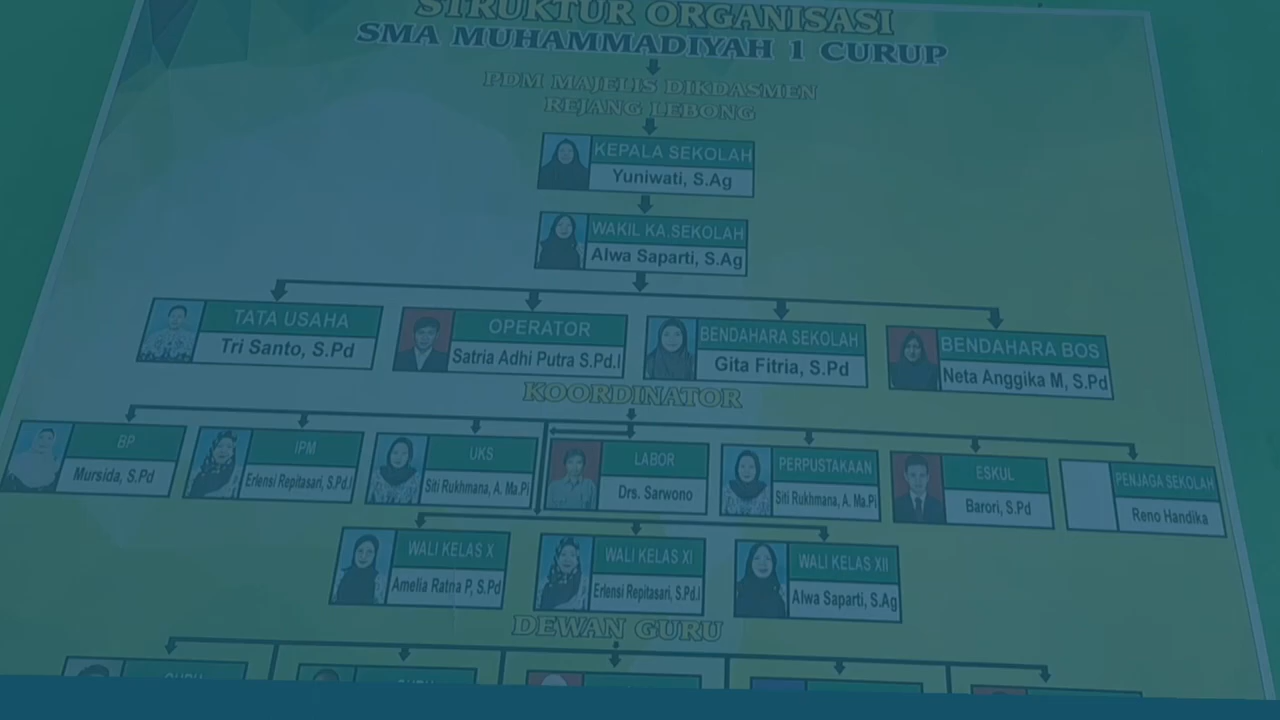 STRUKTUR ORGANISASI
SMA MUHAMMADIYAH 1 CURUP
PDM MAJELIS DIKDASMEN
REJANG LEBONG
KEPALA SEKOLAH
Yuniwati, S.Ag
WAKIL KA.SEKOLAH
Alwa Saparti, S.Ag
TATA USAHA
Tri Santo, S.Pd
OPERATOR
Satria Adhi Putra S.Pd.I
BENDAHARA SEKOLAH
Gita Fitria, S.Pd
BENDAHARA BOS
Neta Anggika M, S.Pd
KOORDINATOR
BP
Mursida, S.Pd
IPM
Erlensi Repitasari, S.Pd.I
UKS
Siti Rukhmana, A. Ma.Pi
LABOR
Drs. Sarwono
PERPUSTAKAAN
Siti Rukhmana, A. Ma.Pi
ESKUL
Barori, S.Pd
PENJAGA SEKOLAH
Reno Handika
WALI KELAS X
Amelia Ratna P, S.Pd
WALI KELAS XI
Erlensi Repitasari, S.Pd.I
WALI KELAS XII
Alwa Saparti, S.Ag
DEWAN GURU